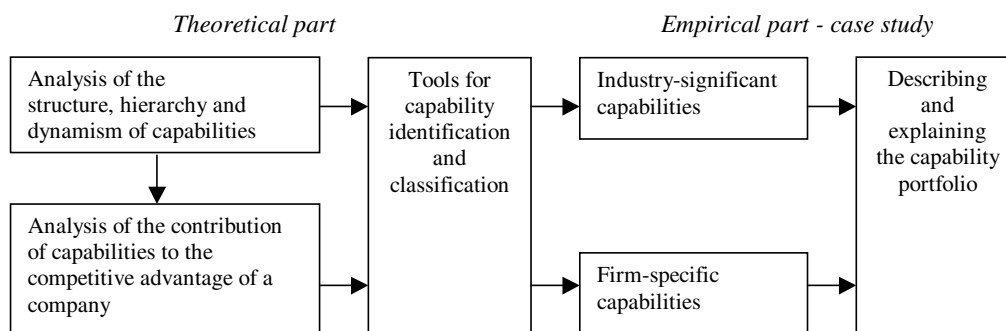 Theoretical part
Empirical part - case study
Analysis of the
structure, hierarchy and
dynamism of capabilities
Analysis of the contribution
of capabilities to the
competitive advantage of a
company
Tools for
capability
identification
and
classification
Industry-significant
capabilities
Firm-specific
capabilities
Describing
and
explaining
the capability
portfolio